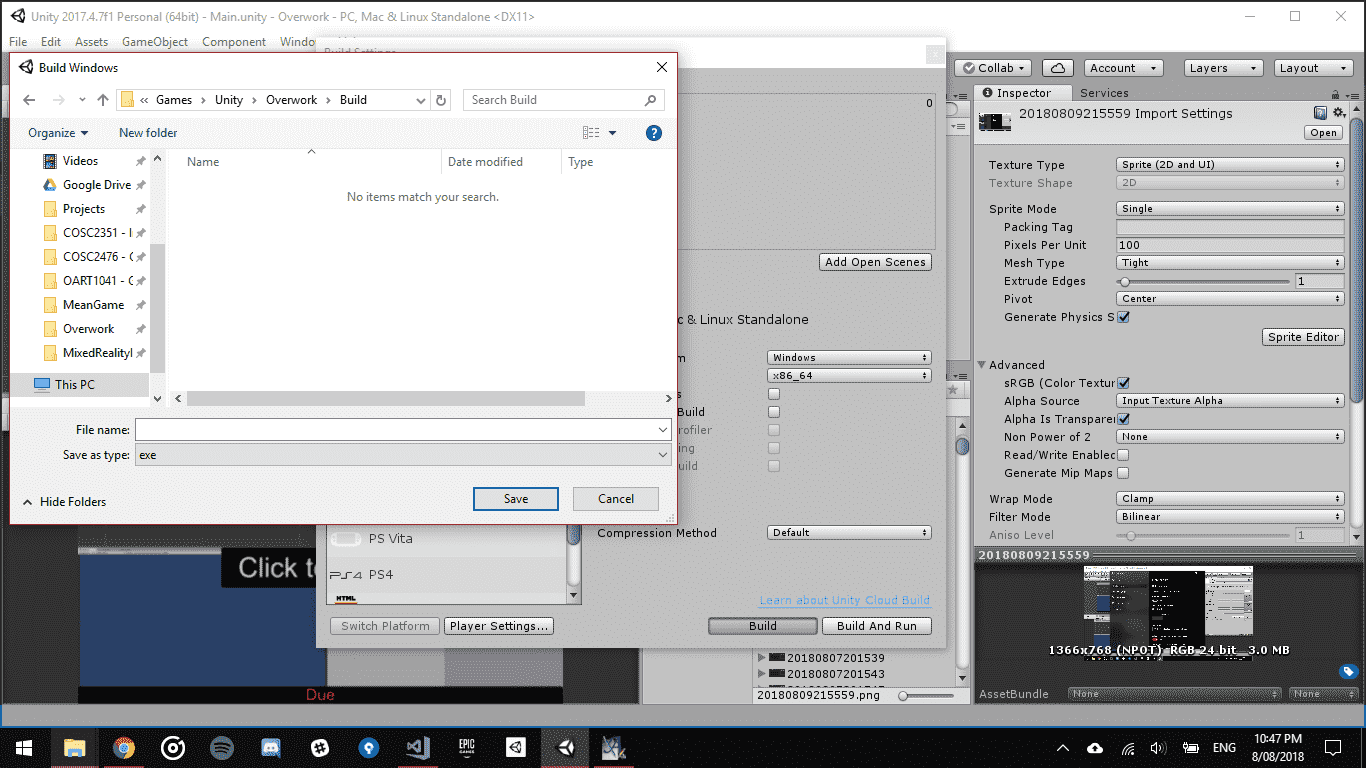 Unity 2017.4.7f1 Personal (64bit) - Main.unity - Overwork - PC, Mac & Linux Standalone <DX11>
File Edit Assets GameObject Component Windo
Build Settings
Build Windows
« Games › Unity › Overwork › Build
Search Build
Organize
New folder
Videos
Google Drive
Projects
COSC2351 - I
COSC2476 - C
OART1041 - G
MeanGame
Overwork
MixedRealityI
This PC
Name
Date modified
Type
No items match your search.
File name:
Save as type: exe
Hide Folders
Save
Cancel
0
Add Open Scenes
c & Linux Standalone
m
Windows
x86_64
s
Build
rofiler
ing
uild
Compression Method
Default
PS Vita
PS4
HTML
Learn about Unity Cloud Build
Switch Platform
Player Settings...
Build
Build And Run
Click to
Due
20180807201539
20180807201543
20180809215559.png
Collab
Account
Layers
Layout
Inspector
Services
20180809215559 Import Settings
Open
Texture Type Sprite (2D and UI)
Texture Shape 2D
Sprite Mode Single
Packing Tag
Pixels Per Unit 100
Mesh Type Tight
Extrude Edges 1
Pivot Center
Generate Physics S
Sprite Editor
Advanced
sRGB (Color Textur
Alpha Source Input Texture Alpha
Alpha Is Transparer
Non Power of 2 None
Read/Write Enabled
Generate Mip Maps
Wrap Mode Clamp
Filter Mode Bilinear
Aniso Level 1
20180809215559
1366x768 (NPOT) RGB 24 bit 3.0 MB
AssetBundle None None
EPIC
GAMES
ENG
10:47 PM
8/08/2018